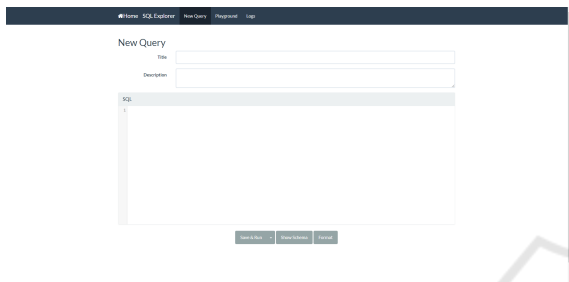 Home SQL Explorer New Query Playground Logs
New Query
Title
Description
SQL
1
Save & Run Show Schema Format